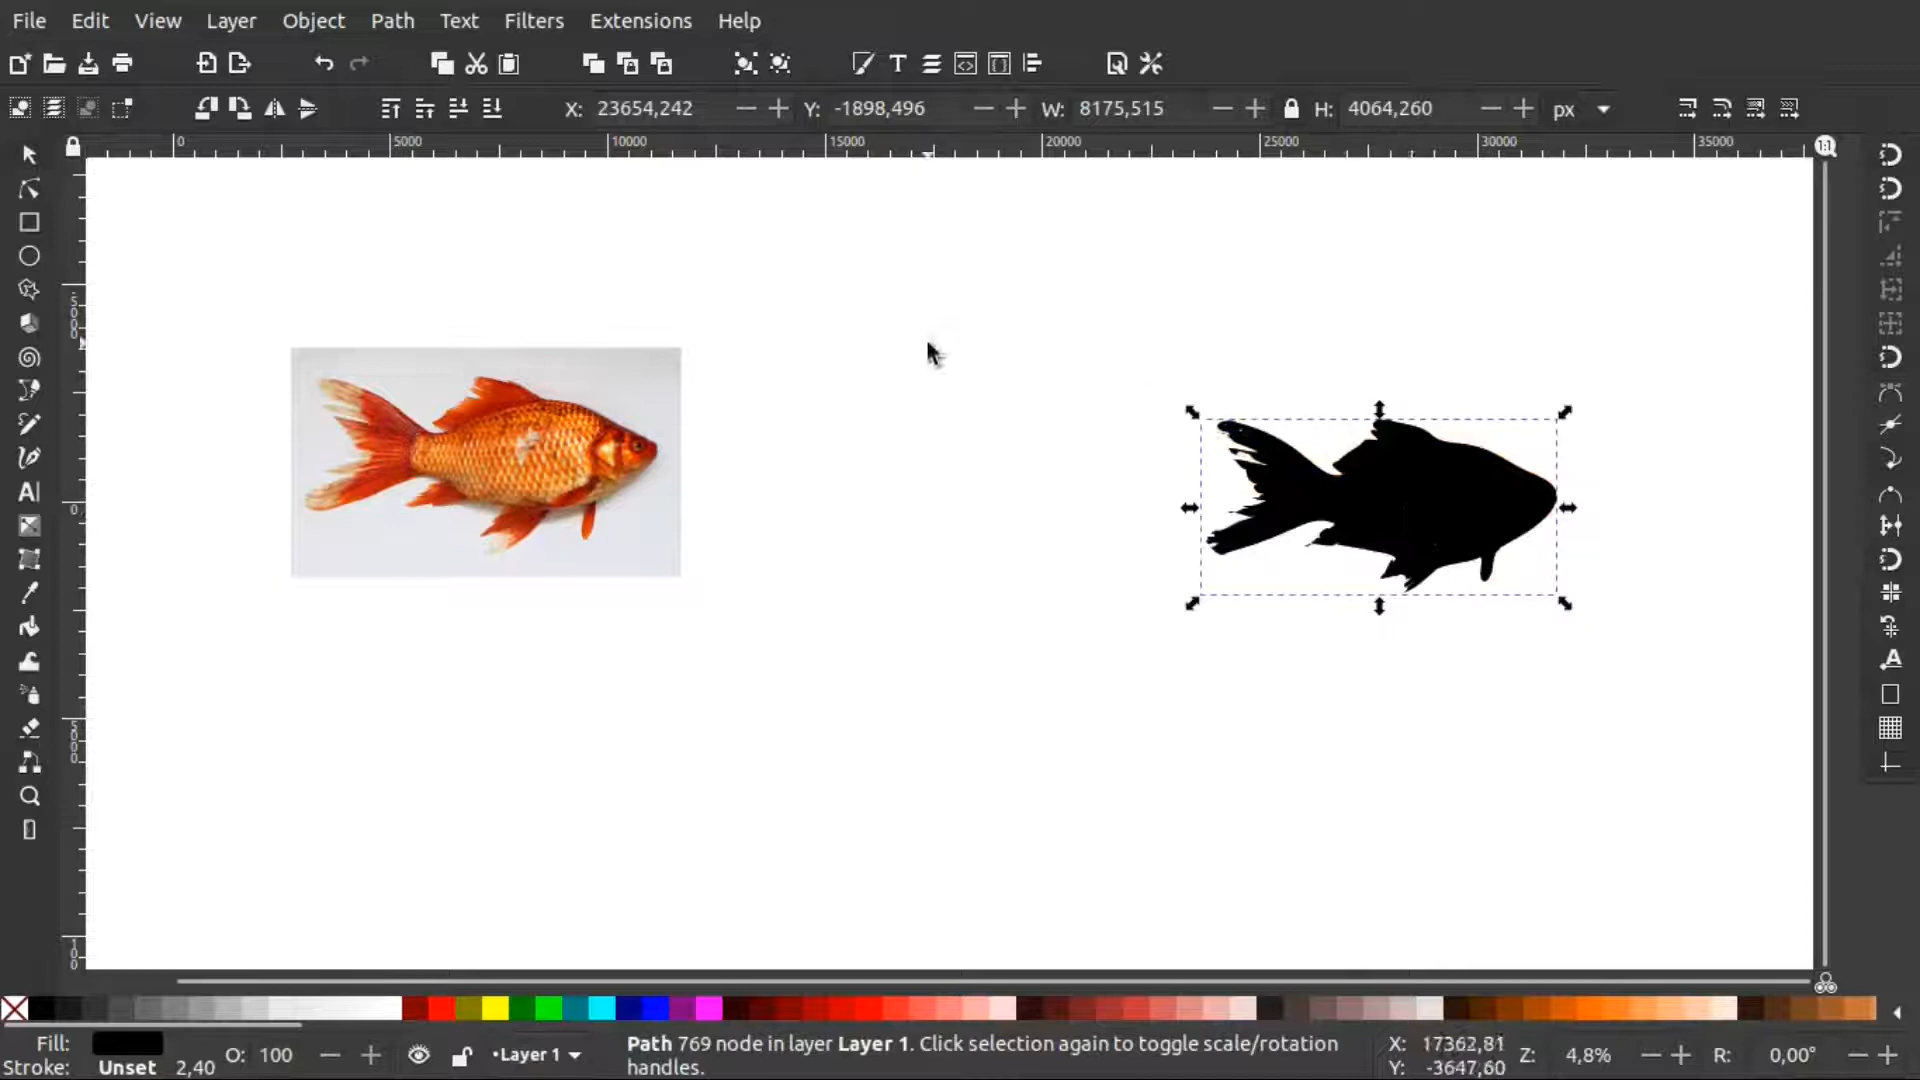 File Edit View Layer Object Path Text Filters Extensions Help
X: 23654,242 Y: -1898,496 W: 8175,515 H: 4064,260 px
0 5000 10000 15000 20000 25000 30000 35000
1:1
Fill:
Stroke: Unset 2,40
O: 100
•Layer 1
Path 769 node in layer Layer 1. Click selection again to toggle scale/rotation
handles.
X: 17362,81
Y: -3647,60
Z: 4,8%
R: 0,00°